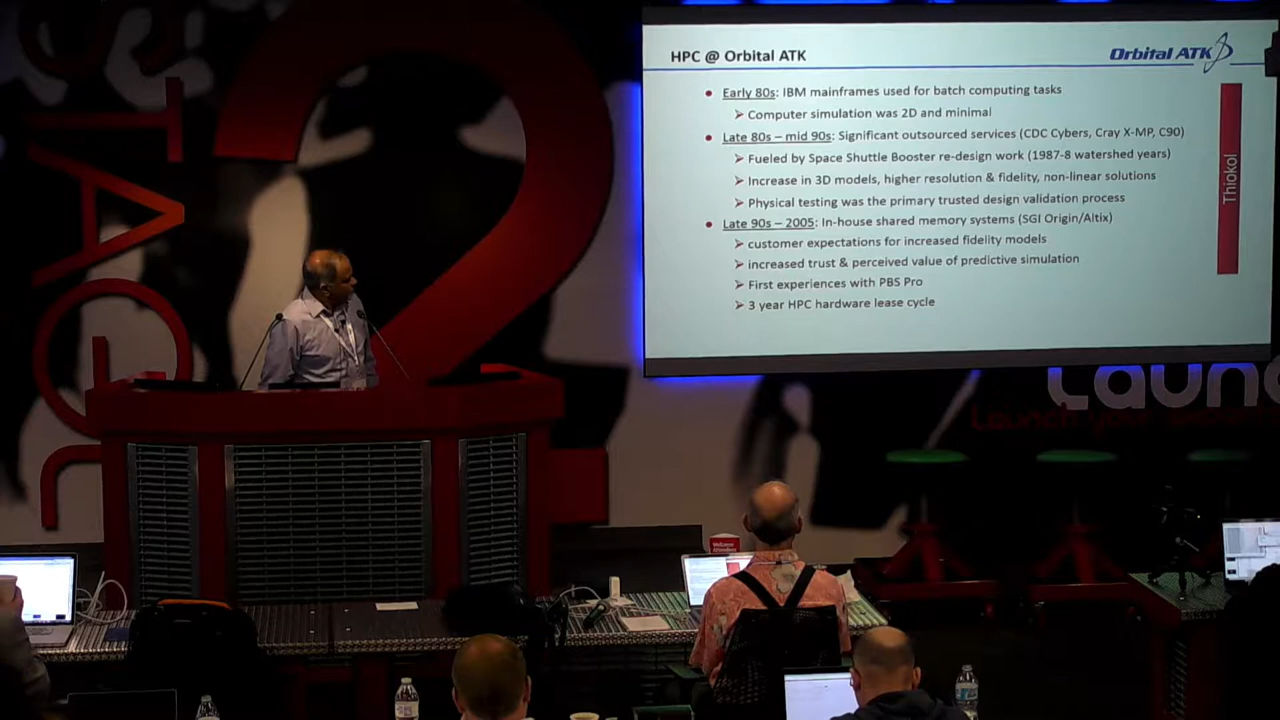 HPC @ Orbital ATK
Orbital ATK
• Early 80s: IBM mainframes used for batch computing tasks
➢ Computer simulation was 2D and minimal
• Late 80s – mid 90s: Significant outsourced services (CDC Cybers, Cray X-MP, C90)
➢ Fueled by Space Shuttle Booster re-design work (1987-8 watershed years)
➢ Increase in 3D models, higher resolution & fidelity, non-linear solutions
➢ Physical testing was the primary trusted design validation process
• Late 90s – 2005: In-house shared memory systems (SGI Origin/Altix)
➢ customer expectations for increased fidelity models
➢ increased trust & perceived value of predictive simulation
➢ First experiences with PBS Pro
➢ 3 year HPC hardware lease cycle
Thiokol
STAGE
2
Launch your